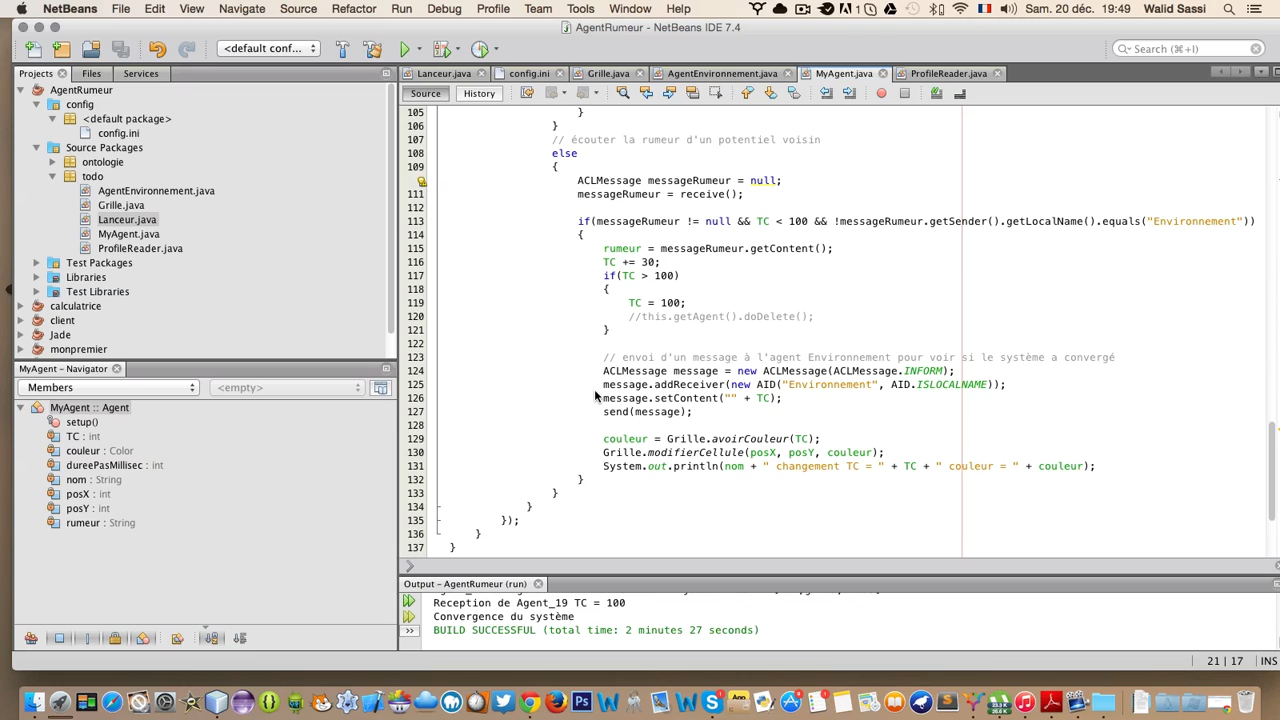 NetBeans File Edit View Navigate Source Refactor Run Debug Profile Team Tools Window Help Sam. 20 déc. 19:49 Walid Sassi
AgentRumeur - NetBeans IDE 7.4
<default conf... Search (⌘+I)
Projects Files Services
AgentRumeur
config
<default package>
config.ini
Source Packages
ontologie
todo
AgentEnvironnement.java
Grille.java
Lanceur.java
MyAgent.java
ProfileReader.java
Test Packages
Libraries
Test Libraries
calculatrice
client
Jade
monpremier
MyAgent - Navigator
Members <empty>
MyAgent :: Agent
setup()
TC : int
couleur : Color
dureePasMillisec : int
nom : String
posX : int
posY : int
rumeur : String
Lanceur.java config.ini Grille.java AgentEnvironnement.java MyAgent.java ProfileReader.java
Source History
105 }
106 }
107 // écouter la rumeur d'un potentiel voisin
108 else
109 {
ACLMessage messageRumeur = null;
111 messageRumeur = receive();
112
113 if(messageRumeur != null && TC < 100 && !messageRumeur.getSender().getLocalName().equals("Environnement"))
114 {
115 rumeur = messageRumeur.getContent();
116 TC += 30;
117 if(TC > 100)
118 {
119 TC = 100;
120 //this.getAgent().doDelete();
121 }
122
123 // envoi d'un message à l'agent Environnement pour voir si le système a convergé
124 ACLMessage message = new ACLMessage(ACLMessage.INFORM);
125 message.addReceiver(new AID("Environnement", AID.ISLOCALNAME));
126 message.setContent("" + TC);
127 send(message);
128
129 couleur = Grille.avoirCouleur(TC);
130 Grille.modifierCellule(posX, posY, couleur);
131 System.out.println(nom + " changement TC = " + TC + " couleur = " + couleur);
132 }
133 }
134 }
135 });
136 }
137 }
Output - AgentRumeur (run)
Reception de Agent_19 TC = 100
Convergence du système
BUILD SUCCESSFUL (total time: 2 minutes 27 seconds)
21 | 17 INS